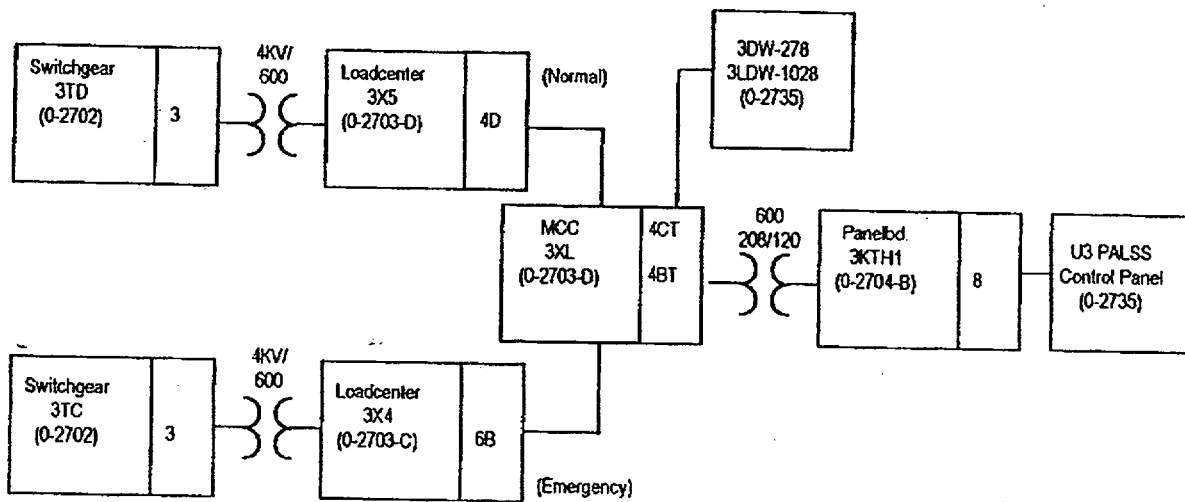 Switchgear
3TD
(0-2702)
3
4KV/
600
Loadcenter
3X5
(0-2703-D)
4D
(Normal)
3DW-278
3LDW-1028
(0-2735)
MCC
3XL
(0-2703-D)
4CT
4BT
600
208/120
Panelbd.
3KTH1
(0-2704-B)
8
U3 PALSS
Control Panel
(0-2735)
Switchgear
3TC
(0-2702)
3
4KV/
600
Loadcenter
3X4
(0-2703-C)
6B
(Emergency)